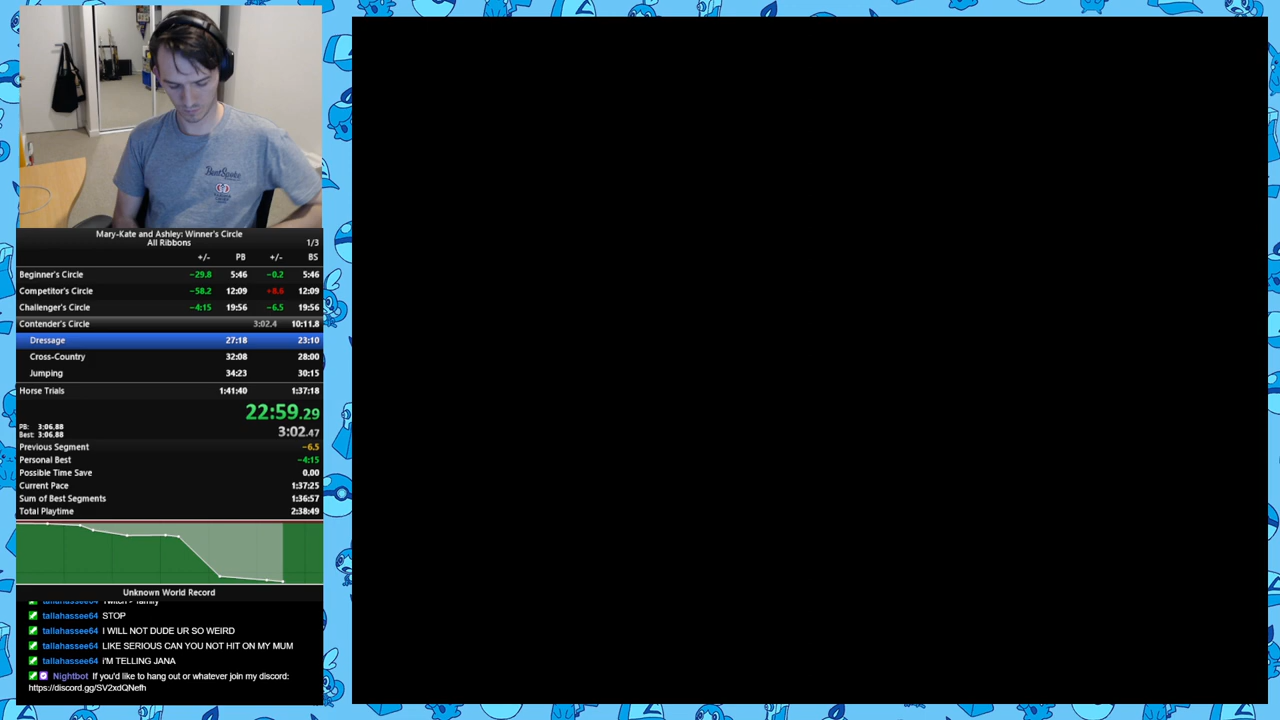 BentSpoke
Mary-Kate and Ashley: Winner's Circle
All Ribbons 1/3
+/- PB +/- BS
Beginner's Circle −29.8 5:46 −0.2 5:46
Competitor's Circle −58.2 12:09 +8.6 12:09
Challenger's Circle −4:15 19:56 −6.5 19:56
Contender's Circle 3:02.4 10:11.8
Dressage 27:18 23:10
Cross-Country 32:08 28:00
Jumping 34:23 30:15
Horse Trials 1:41:40 1:37:18
22:59.29
PB: 3:06.88
Best: 3:06.88
3:02.47
Previous Segment −6.5
Personal Best −4:15
Possible Time Save 0.00
Current Pace 1:37:25
Sum of Best Segments 1:36:57
Total Playtime 2:38:49
Unknown World Record
tallahassee64 Twitch > family
tallahassee64 STOP
tallahassee64 I WILL NOT DUDE UR SO WEIRD
tallahassee64 LIKE SERIOUS CAN YOU NOT HIT ON MY MUM
tallahassee64 i'M TELLING JANA
Nightbot If you'd like to hang out or whatever join my discord:
https://discord.gg/SV2xdQNefh